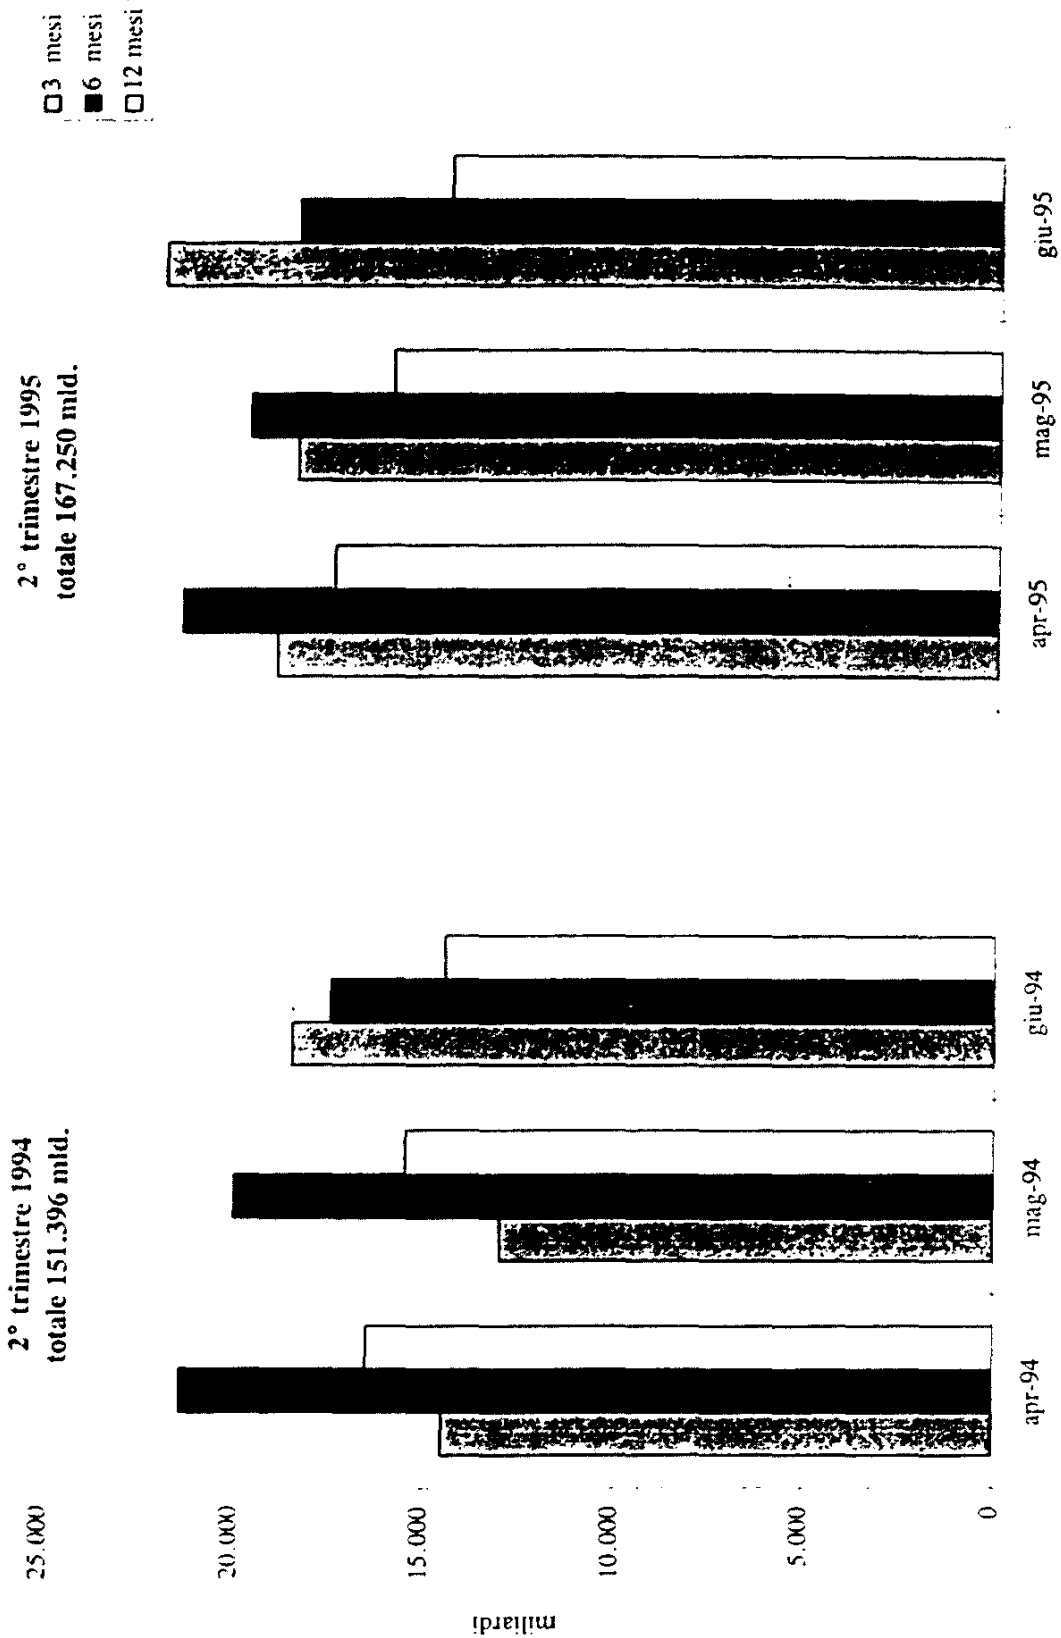 2° trimestre 1994
totale 151.396 mld.
2° trimestre 1995
totale 167.250 mld.
3 mesi
6 mesi
12 mesi
miliardi
25.000
20.000
15.000
10.000
5.000
0
apr-94
mag-94
giu-94
apr-95
mag-95
giu-95